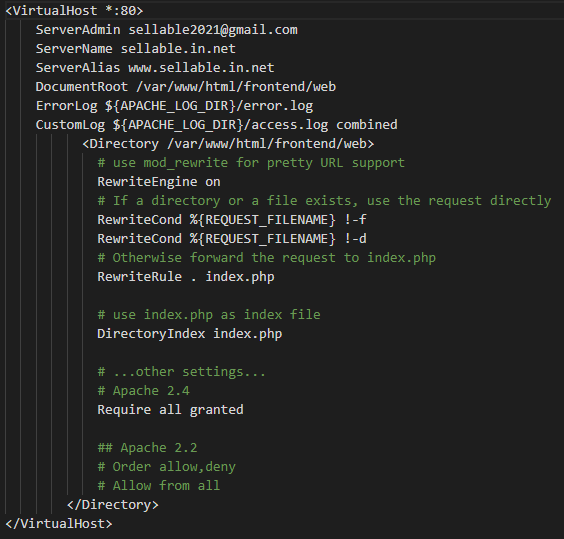 <VirtualHost *:80>
ServerAdmin sellable2021@gmail.com
ServerName sellable.in.net
ServerAlias www.sellable.in.net
DocumentRoot /var/www/html/frontend/web
ErrorLog ${APACHE_LOG_DIR}/error.log
CustomLog ${APACHE_LOG_DIR}/access.log combined
<Directory /var/www/html/frontend/web>
# use mod_rewrite for pretty URL support
RewriteEngine on
# If a directory or a file exists, use the request directly
RewriteCond %{REQUEST_FILENAME} !-f
RewriteCond %{REQUEST_FILENAME} !-d
# Otherwise forward the request to index.php
RewriteRule . index.php
# use index.php as index file
DirectoryIndex index.php
# ...other settings...
# Apache 2.4
Require all granted
## Apache 2.2
# Order allow,deny
# Allow from all
</Directory>
</VirtualHost>